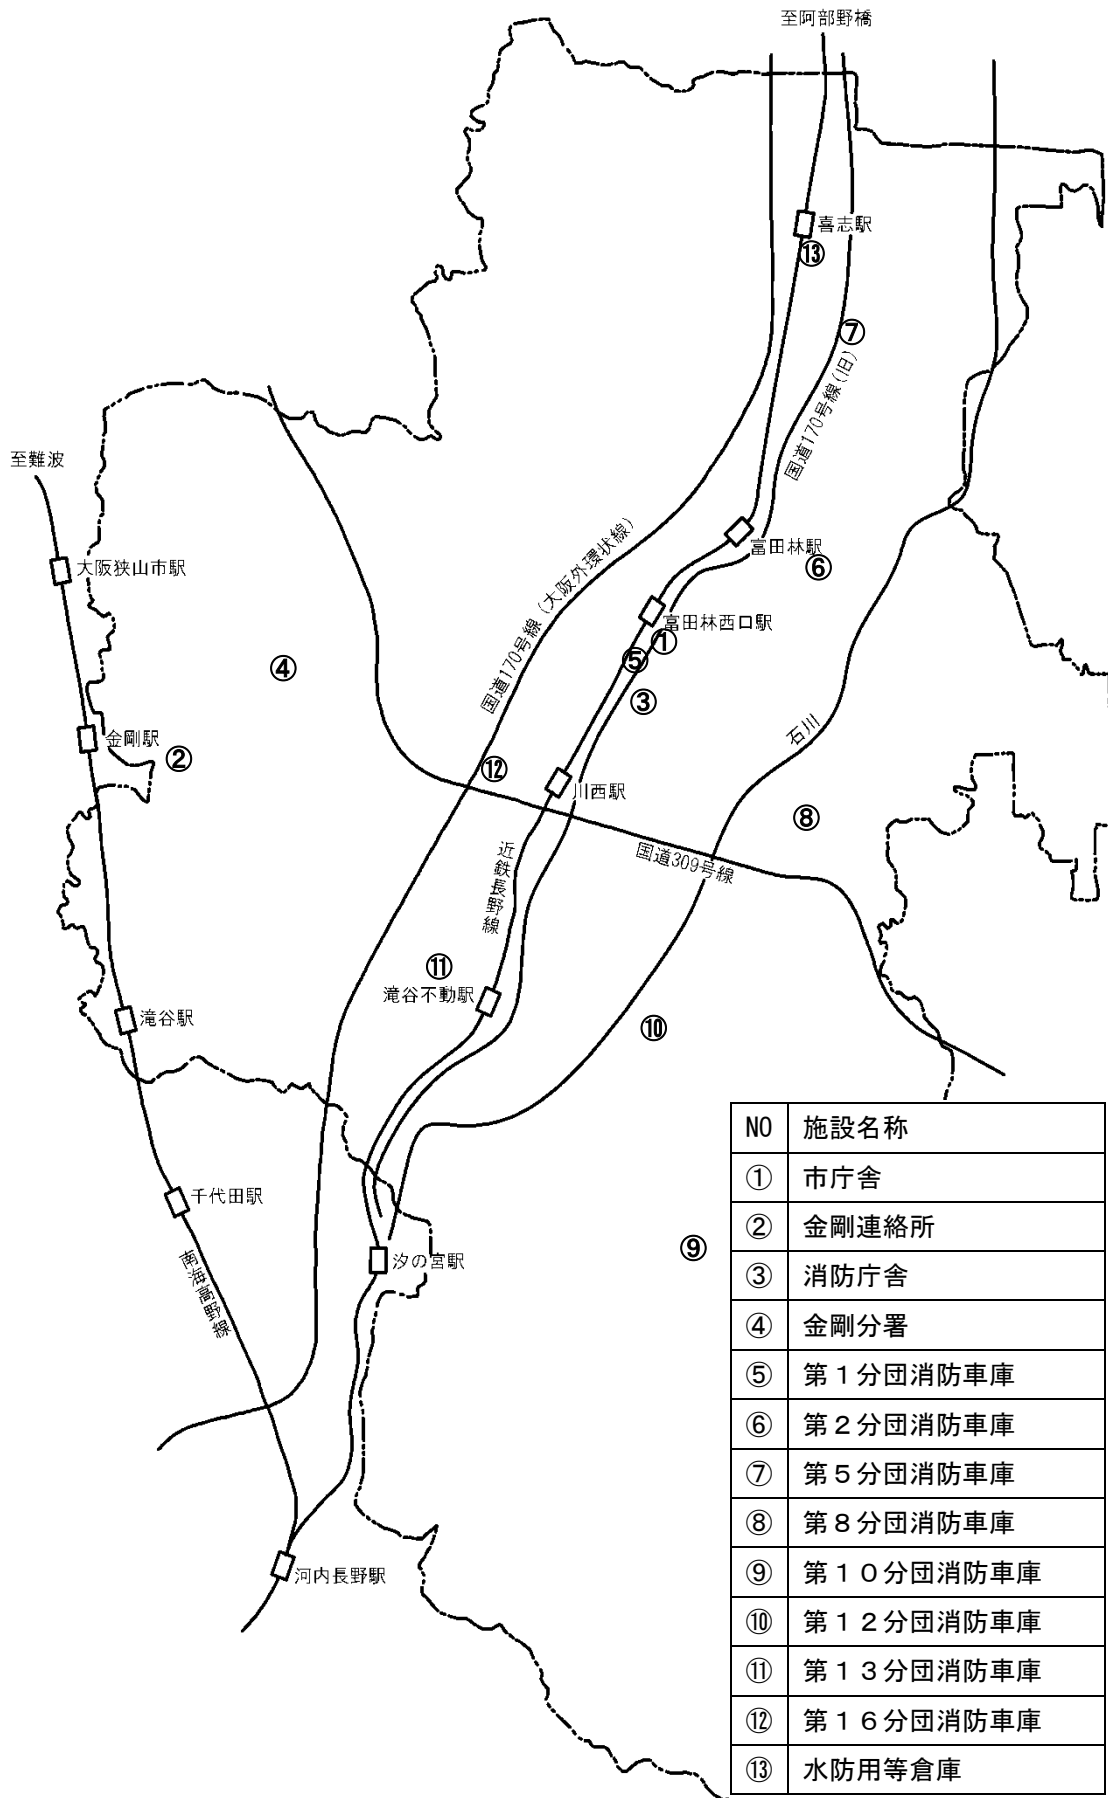 至阿部野橋
喜志駅
⑬
⑦
国道170号線(旧)
至難波
大阪狭山市駅
富田林駅
⑥
国道170号線(大阪外環状線)
富田林西口駅
①
⑤
④
③
金剛駅
②
石川
⑫
川西駅
⑧
国道309号線
近鉄長野線
⑪
滝谷不動駅
滝谷駅
⑩
千代田駅
⑨
汐の宮駅
南海高野線
河内長野駅
NO 施設名称
① 市庁舎
② 金剛連絡所
③ 消防庁舎
④ 金剛分署
⑤ 第1分団消防車庫
⑥ 第2分団消防車庫
⑦ 第5分団消防車庫
⑧ 第8分団消防車庫
⑨ 第10分団消防車庫
⑩ 第12分団消防車庫
⑪ 第13分団消防車庫
⑫ 第16分団消防車庫
⑬ 水防用等倉庫